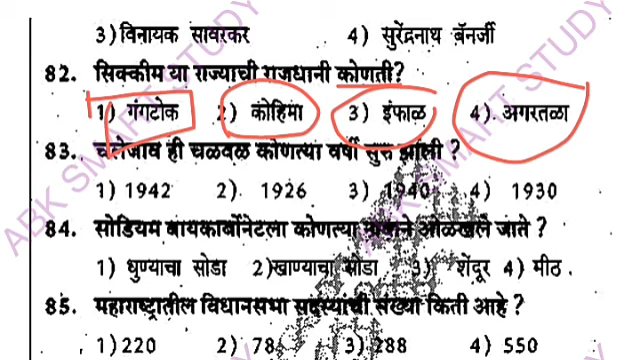 3) विनायक सावरकर 4) सुरेंद्रनाथ बॅनर्जी
82. सिक्कीम या राज्याची राजधानी कोणती?
1) गंगटोक 2) कोहिमा 3) इंफाळ 4). अगरतळा
83. चलेजाव ही चळवळ कोणत्या वर्षी सुरु झाली ?
1) 1942 2) 1926 3) 1940 4) 1930
84. सोडियम बायकार्बोनेटला कोणत्या नावाने ओळखले जाते ?
1) धुण्याचा सोडा 2)खाण्याचा सोडा 3) शेंदूर 4) मीठ
85. महाराष्ट्रातील विधानसभा सदस्यांची संख्या किती आहे ?
1)220 2) 78 3)288 4) 550
ABK SMART STUDY